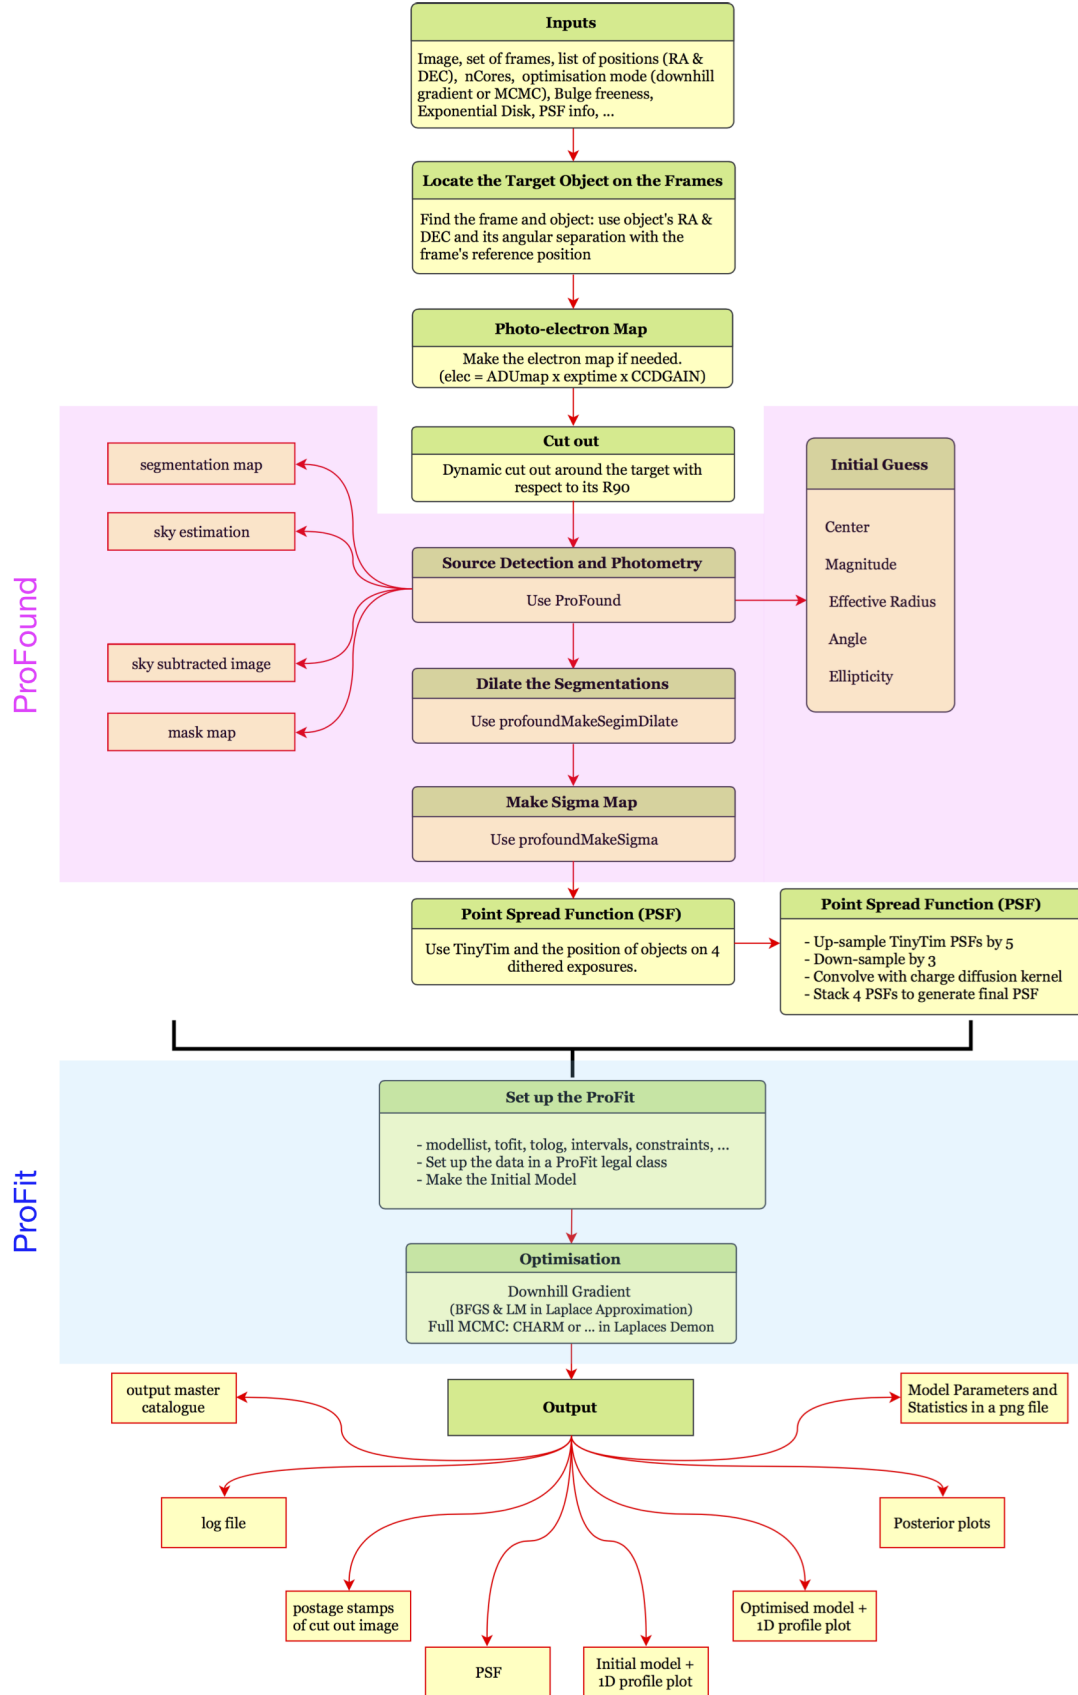 Inputs
Image, set of frames, list of positions (RA &
DEC),  nCores,  optimisation mode (downhill
gradient or MCMC), Bulge freeness,
Exponential Disk, PSF info, ...
Locate the Target Object on the Frames
Find the frame and object: use object's RA &
DEC and its angular separation with the
frame's reference position
Photo-electron Map
Make the electron map if needed.
(elec = ADUmap x exptime x CCDGAIN)
Cut out
Dynamic cut out around the target with
respect to its R90
ProFound
segmentation map
sky estimation
sky subtracted image
mask map
Source Detection and Photometry
Use ProFound
Dilate the Segmentations
Use profoundMakeSegimDilate
Make Sigma Map
Use profoundMakeSigma
Initial Guess
Center
Magnitude
Effective Radius
Angle
Ellipticity
Point Spread Function (PSF)
Use TinyTim and the position of objects on 4
dithered exposures.
Point Spread Function (PSF)
- Up-sample TinyTim PSFs by 5
- Down-sample by 3
- Convolve with charge diffusion kernel
- Stack 4 PSFs to generate final PSF
ProFit
Set up the ProFit
- modellist, tofit, tolog, intervals, constraints, ...
- Set up the data in a ProFit legal class
- Make the Initial Model
Optimisation
Downhill Gradient
(BFGS & LM in Laplace Approximation)
Full MCMC: CHARM or ... in Laplaces Demon
Output
output master
catalogue
Model Parameters and
Statistics in a png file
log file
Posterior plots
postage stamps
of cut out image
Optimised model +
1D profile plot
PSF
Initial model +
1D profile plot